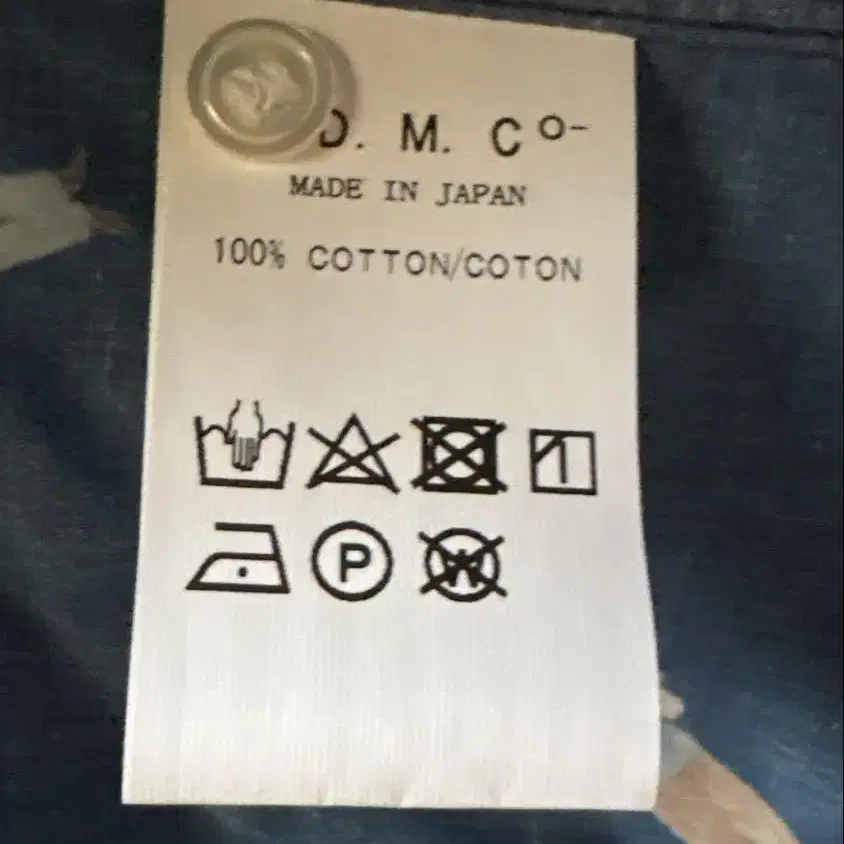 D. M. Co-
MADE IN JAPAN
100% COTTON/COTON
P W